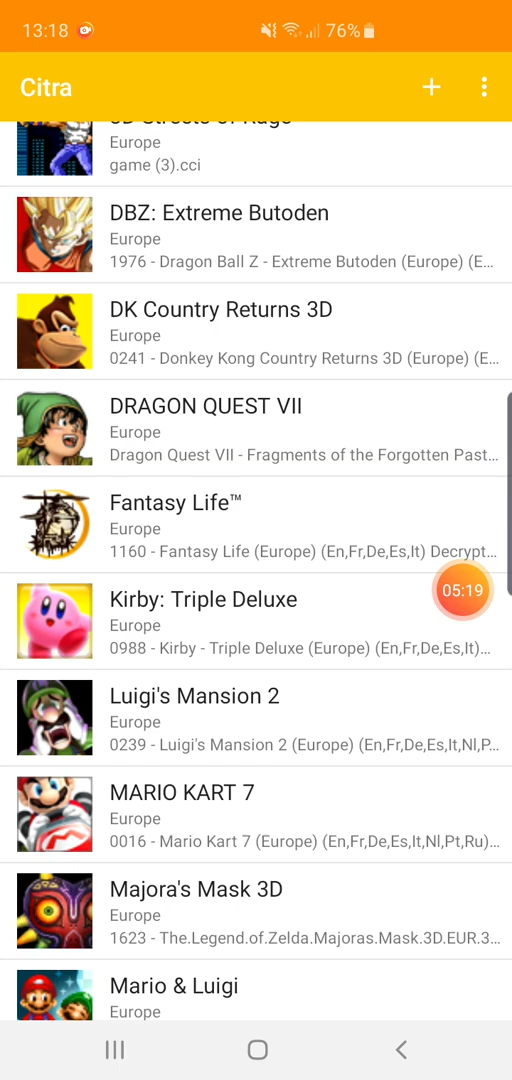 13:18
76%
Citra
3D Streets of Rage
Europe
game (3).cci
DBZ: Extreme Butoden
Europe
1976 - Dragon Ball Z - Extreme Butoden (Europe) (E...
DK Country Returns 3D
Europe
0241 - Donkey Kong Country Returns 3D (Europe) (E...
DRAGON QUEST VII
Europe
Dragon Quest VII - Fragments of the Forgotten Past...
Fantasy Life™
Europe
1160 - Fantasy Life (Europe) (En,Fr,De,Es,It) Decrypt...
05:19
Kirby: Triple Deluxe
Europe
0988 - Kirby - Triple Deluxe (Europe) (En,Fr,De,Es,It)...
Luigi's Mansion 2
Europe
0239 - Luigi's Mansion 2 (Europe) (En,Fr,De,Es,It,Nl,P...
MARIO KART 7
Europe
0016 - Mario Kart 7 (Europe) (En,Fr,De,Es,It,Nl,Pt,Ru)...
Majora's Mask 3D
Europe
1623 - The.Legend.of.Zelda.Majoras.Mask.3D.EUR.3...
Mario & Luigi
Europe